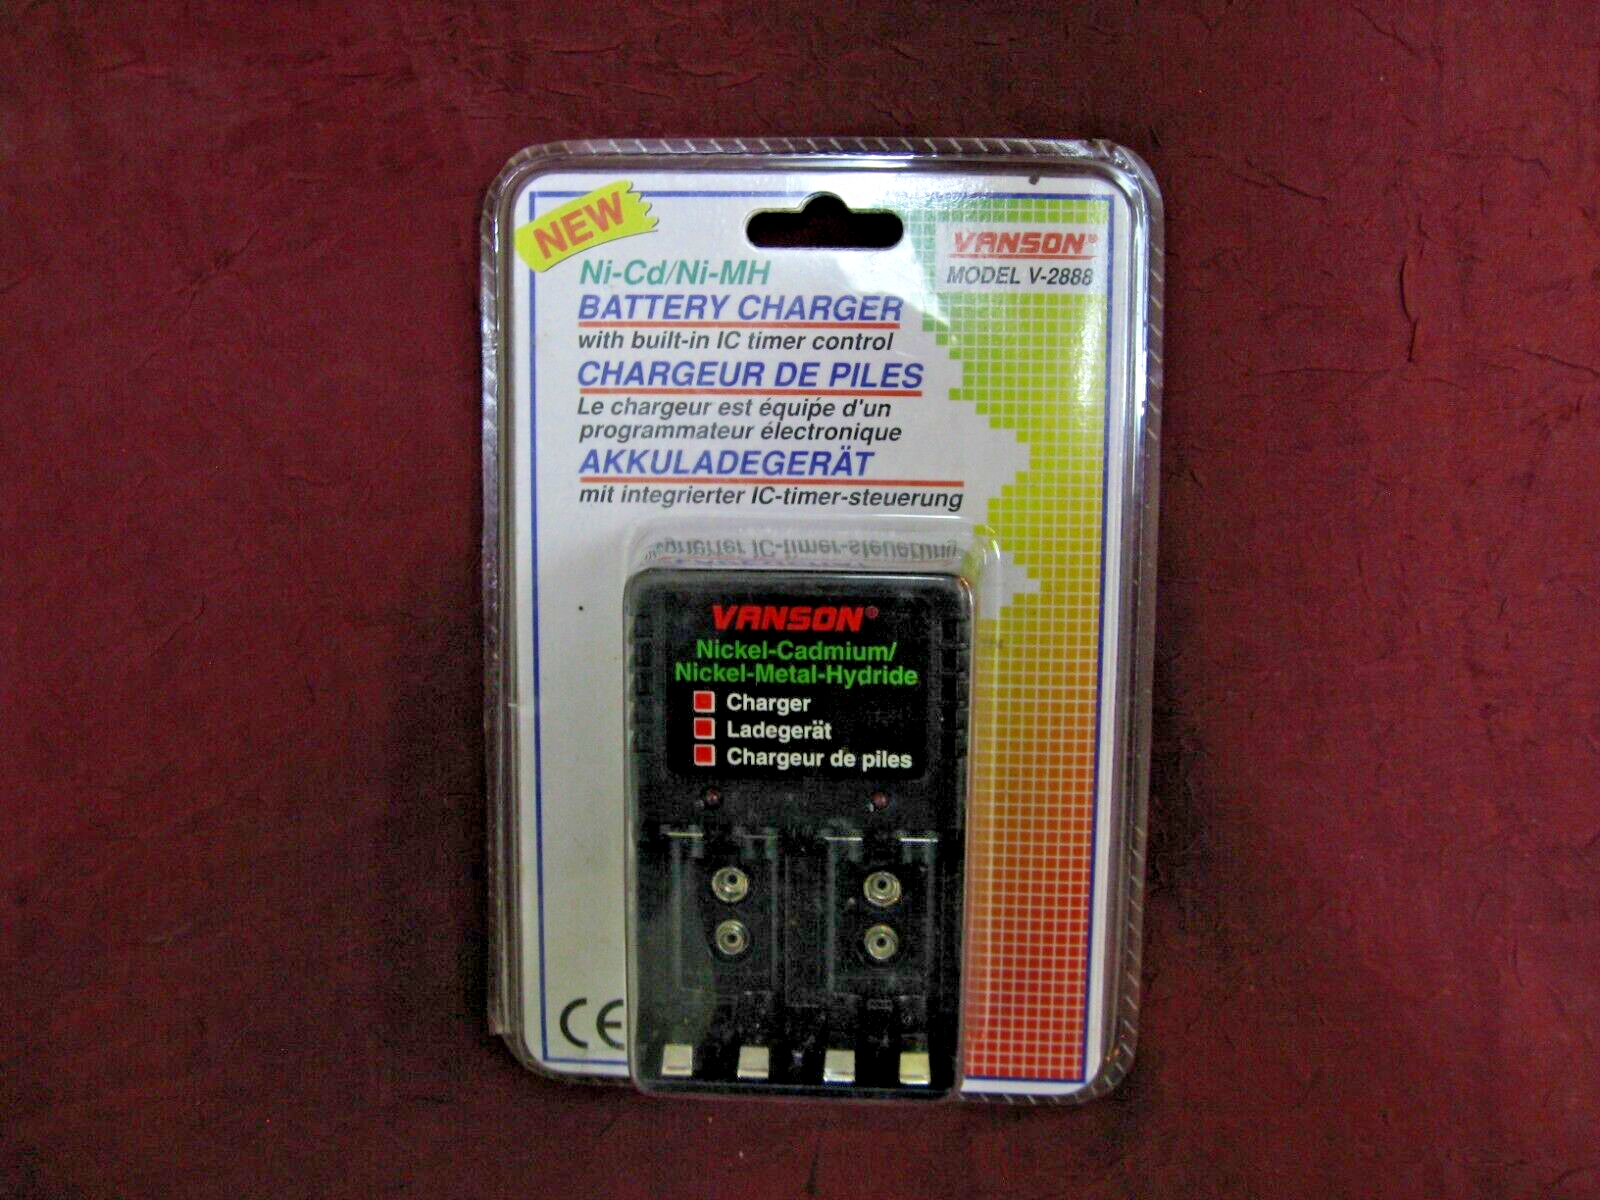 NEW
VANSON®
MODEL V-2888
Ni-Cd/Ni-MH
BATTERY CHARGER
with built-in IC timer control
CHARGEUR DE PILES
Le chargeur est équipé d'un
programmateur électronique
AKKULADEGERÄT
mit integrierter IC-timer-steuerung
VANSON®
Nickel-Cadmium/
Nickel-Metal-Hydride
Charger
Ladegerät
Chargeur de piles
CE